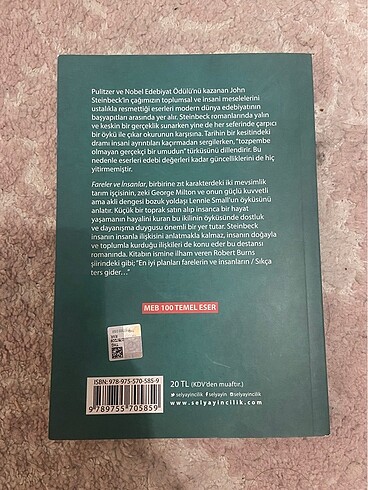 Pulitzer ve Nobel Edebiyat Ödülü'nü kazanan John
Steinbeck'in çağımızın toplumsal ve insani meselelerini
ustalıkla resmettiği eserleri modern dünya edebiyatının
başyapıtları arasında yer alır. Steinbeck romanlarında yalın
ve keskin bir gerçeklik sunarken yine de her seferinde çarpıcı
bir öykü ile çıkar okurunun karşısına. Tarihin bir kesitindeki
dramı insani ayrıntıları kaçırmadan sergilerken, "tozpembe
olmayan gerçekçi bir umudun" türküsünü dillendirir. Bu
nedenle eserleri edebi değerleri kadar güncelliklerini de hiç
yitirmemiştir.
Fareler ve İnsanlar, birbirine zıt karakterdeki iki mevsimlik
tarım işçisinin, zeki George Milton ve onun güçlü kuvvetli
ama akli dengesi bozuk yoldaşı Lennie Small'un öyküsünü
anlatır. Küçük bir toprak satın alıp insanca bir hayat
yaşamanın hayalini kuran bu ikilinin öyküsünde dostluk
ve dayanışma duygusu önemli bir yer tutar. Steinbeck
insanın insanla ilişkisini anlatmakla kalmaz, insanın doğayla
ve toplumla kurduğu ilişkileri de konu eder bu destansı
romanında. Kitabın ismine ilham veren Robert Burns
şiirindeki gibi; "En iyi planları farelerin ve insanların / Sıkça
ters gider..."
MEB 100 TEMEL ESER
ISBN: 978-975-570-585-9
9 789755 705859
20 TL (KDV'den muaftır.)
selyayincilik selyayin selyayincilik
www.selyayincilik.com